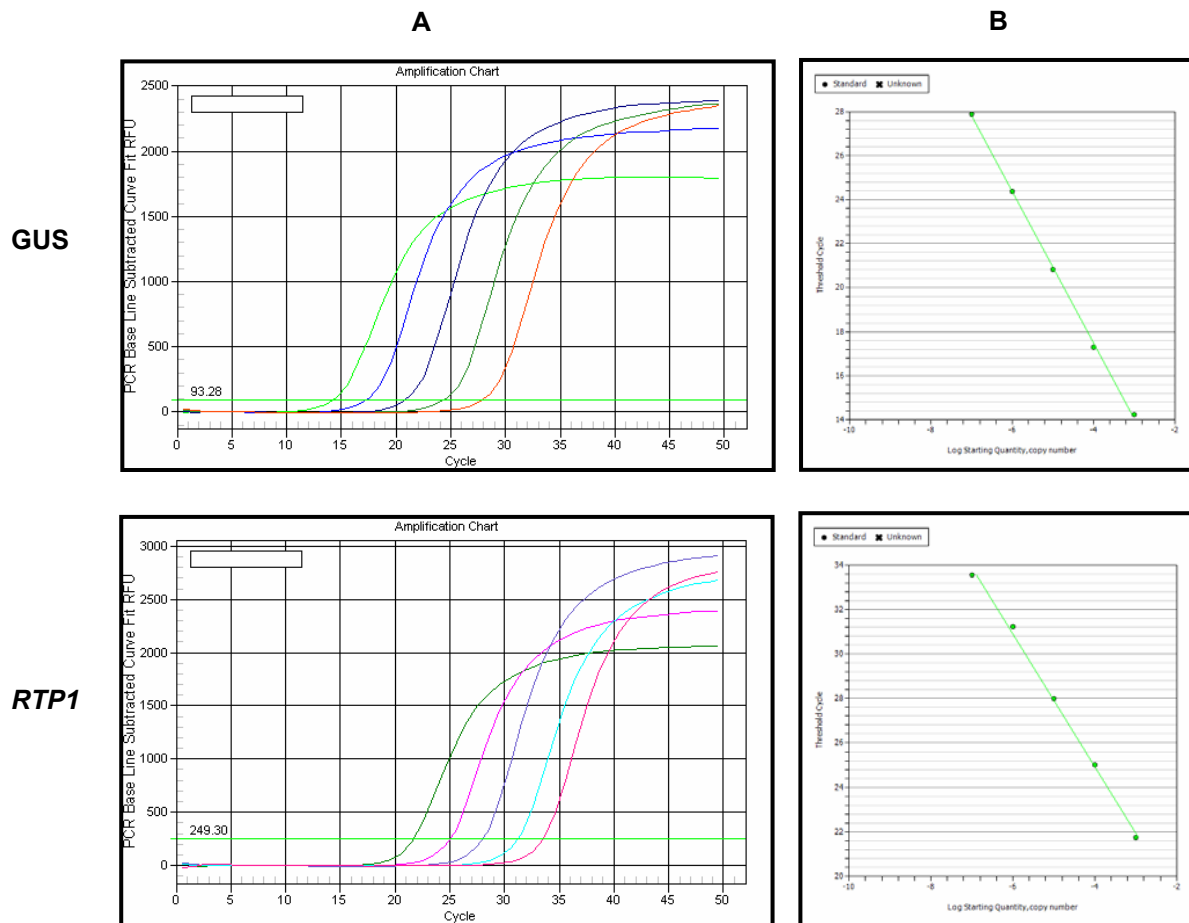 A
B
GUS
Amplification Chart
PCR Base Line Subtracted Curve Fit RFU
2500
2000
1500
1000
500
0
93.28
0 5 10 15 20 25 30 35 40 45 50
Cycle
Standard Unknown
Threshold Cycle
28
26
24
22
20
18
16
14
-10 -8 -6 -4 -2
Log Starting Quantity, copy number
RTP1
Amplification Chart
PCR Base Line Subtracted Curve Fit RFU
3000
2500
2000
1500
1000
500
0
249.30
0 5 10 15 20 25 30 35 40 45 50
Cycle
Standard Unknown
Threshold Cycle
34
32
30
28
26
24
22
20
-10 -8 -6 -4 -2
Log Starting Quantity, copy number